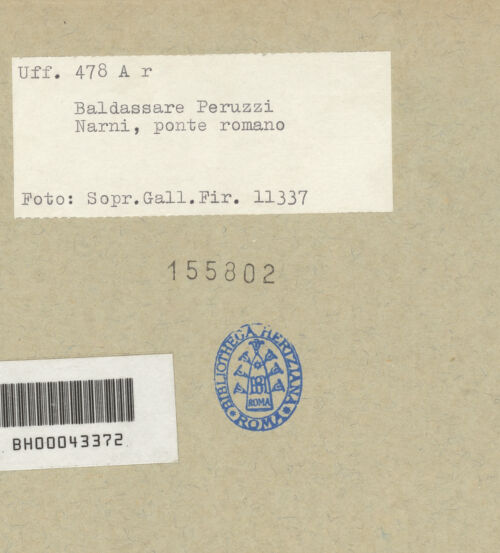 Uff. 478 A r
Baldassare Peruzzi
Narni, ponte romano
Foto: Sopr.Gall.Fir. 11337
155802
BIBLIOTHECA HERTZIANA
ROMA
ROMA
BH00043372